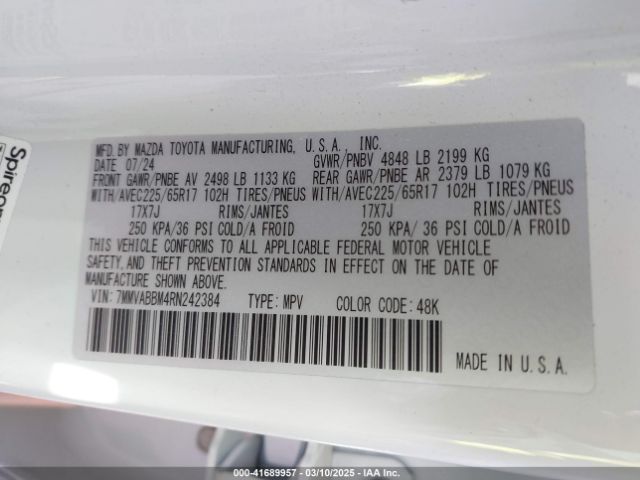 MFD.BY MAZDA TOYOTA MANUFACTURING, U.S.A., INC.
DATE 07/24 GVWR/PNBV 4848 LB 2199 KG
FRONT GAWR/PNBE AV 2498 LB 1133 KG REAR GAWR/PNBE AR 2379 LB 1079 KG
WITH/AVEC225/65R17 102H TIRES/PNEUS WITH/AVEC225/65R17 102H TIRES/PNEUS
17X7J RIMS/JANTES 17X7J RIMS/JANTES
250 KPA/36 PSI COLD/A FROID 250 KPA/ 36 PSI COLD/A FROID
THIS VEHICLE CONFORMS TO ALL APPLICABLE FEDERAL MOTOR VEHICLE
SAFETY, AND THEFT PREVENTION STANDARDS IN EFFECT ON THE DATE OF
MANUFACTURE SHOWN ABOVE.
VIN: 7MMVABBM4RN242384 TYPE: MPV COLOR CODE: 48K
MADE IN U.S.A.
Spireon
000-41689957 - 03/10/2025 - IAA Inc.